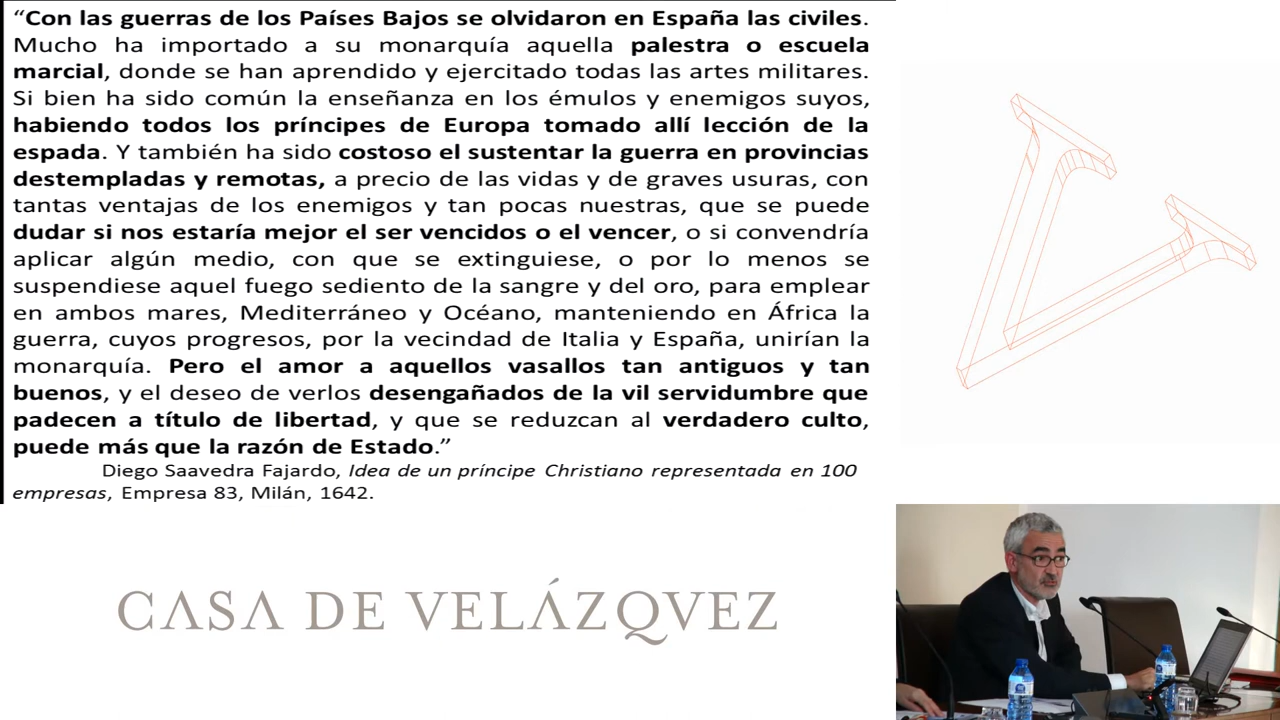 “Con las guerras de los Países Bajos se olvidaron en España las civiles.
Mucho ha importado a su monarquía aquella palestra o escuela
marcial, donde se han aprendido y ejercitado todas las artes militares.
Si bien ha sido común la enseñanza en los émulos y enemigos suyos,
habiendo todos los príncipes de Europa tomado allí lección de la
espada. Y también ha sido costoso el sustentar la guerra en provincias
destempladas y remotas, a precio de las vidas y de graves usuras, con
tantas ventajas de los enemigos y tan pocas nuestras, que se puede
dudar si nos estaría mejor el ser vencidos o el vencer, o si convendría
aplicar algún medio, con que se extinguiese, o por lo menos se
suspendiese aquel fuego sediento de la sangre y del oro, para emplear
en ambos mares, Mediterráneo y Océano, manteniendo en África la
guerra, cuyos progresos, por la vecindad de Italia y España, unirían la
monarquía. Pero el amor a aquellos vasallos tan antiguos y tan
buenos, y el deseo de verlos desengañados de la vil servidumbre que
padecen a título de libertad, y que se reduzcan al verdadero culto,
puede más que la razón de Estado.”
Diego Saavedra Fajardo, Idea de un príncipe Christiano representada en 100
empresas, Empresa 83, Milán, 1642.
CASA DE VELÁZQVEZ